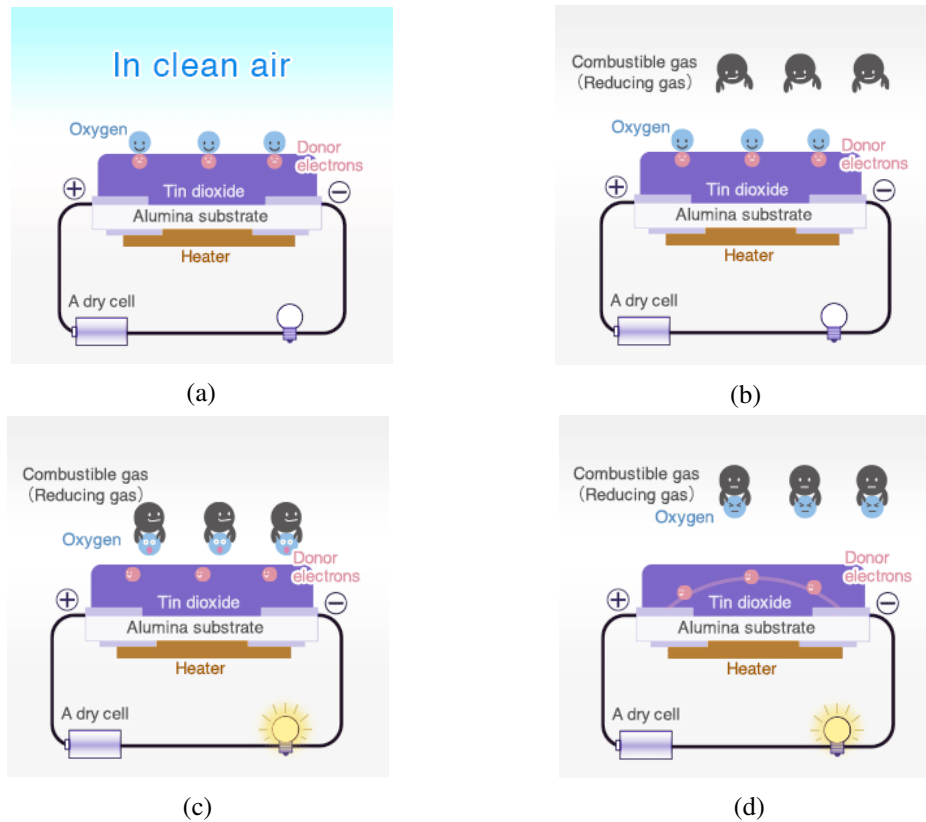 In clean air
Oxygen
Donor
electrons
+
−
Tin dioxide
Alumina substrate
Heater
A dry cell
(a)
Combustible gas
(Reducing gas)
Oxygen
Donor
electrons
+
−
Tin dioxide
Alumina substrate
Heater
A dry cell
(b)
Combustible gas
(Reducing gas)
Oxygen
Donor
electrons
+
−
Tin dioxide
Alumina substrate
Heater
A dry cell
(c)
Combustible gas
(Reducing gas)
Oxygen
Donor
electrons
+
−
Tin dioxide
Alumina substrate
Heater
A dry cell
(d)